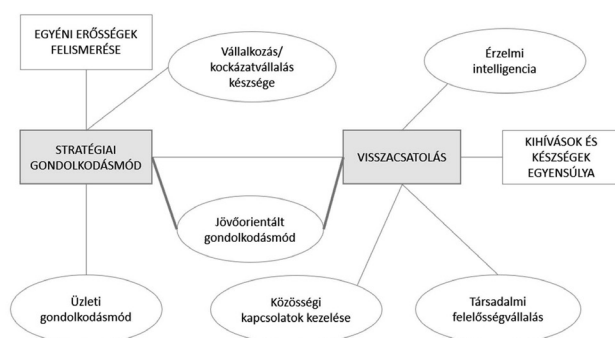 EGYÉNI ERŐSSÉGEK
FELISMERÉSE
Vállalkozás/
kockázatvállalás
készsége
Érzelmi
intelligencia
STRATÉGIAI
GONDOLKODÁSMÓD
VISSZACSATOLÁS
KIHÍVÁSOK ÉS
KÉSZSÉGEK
EGYENSÚLYA
Jövőorientált
gondolkodásmód
Üzleti
gondolkodásmód
Közösségi
kapcsolatok kezelése
Társadalmi
felelősségvállalás